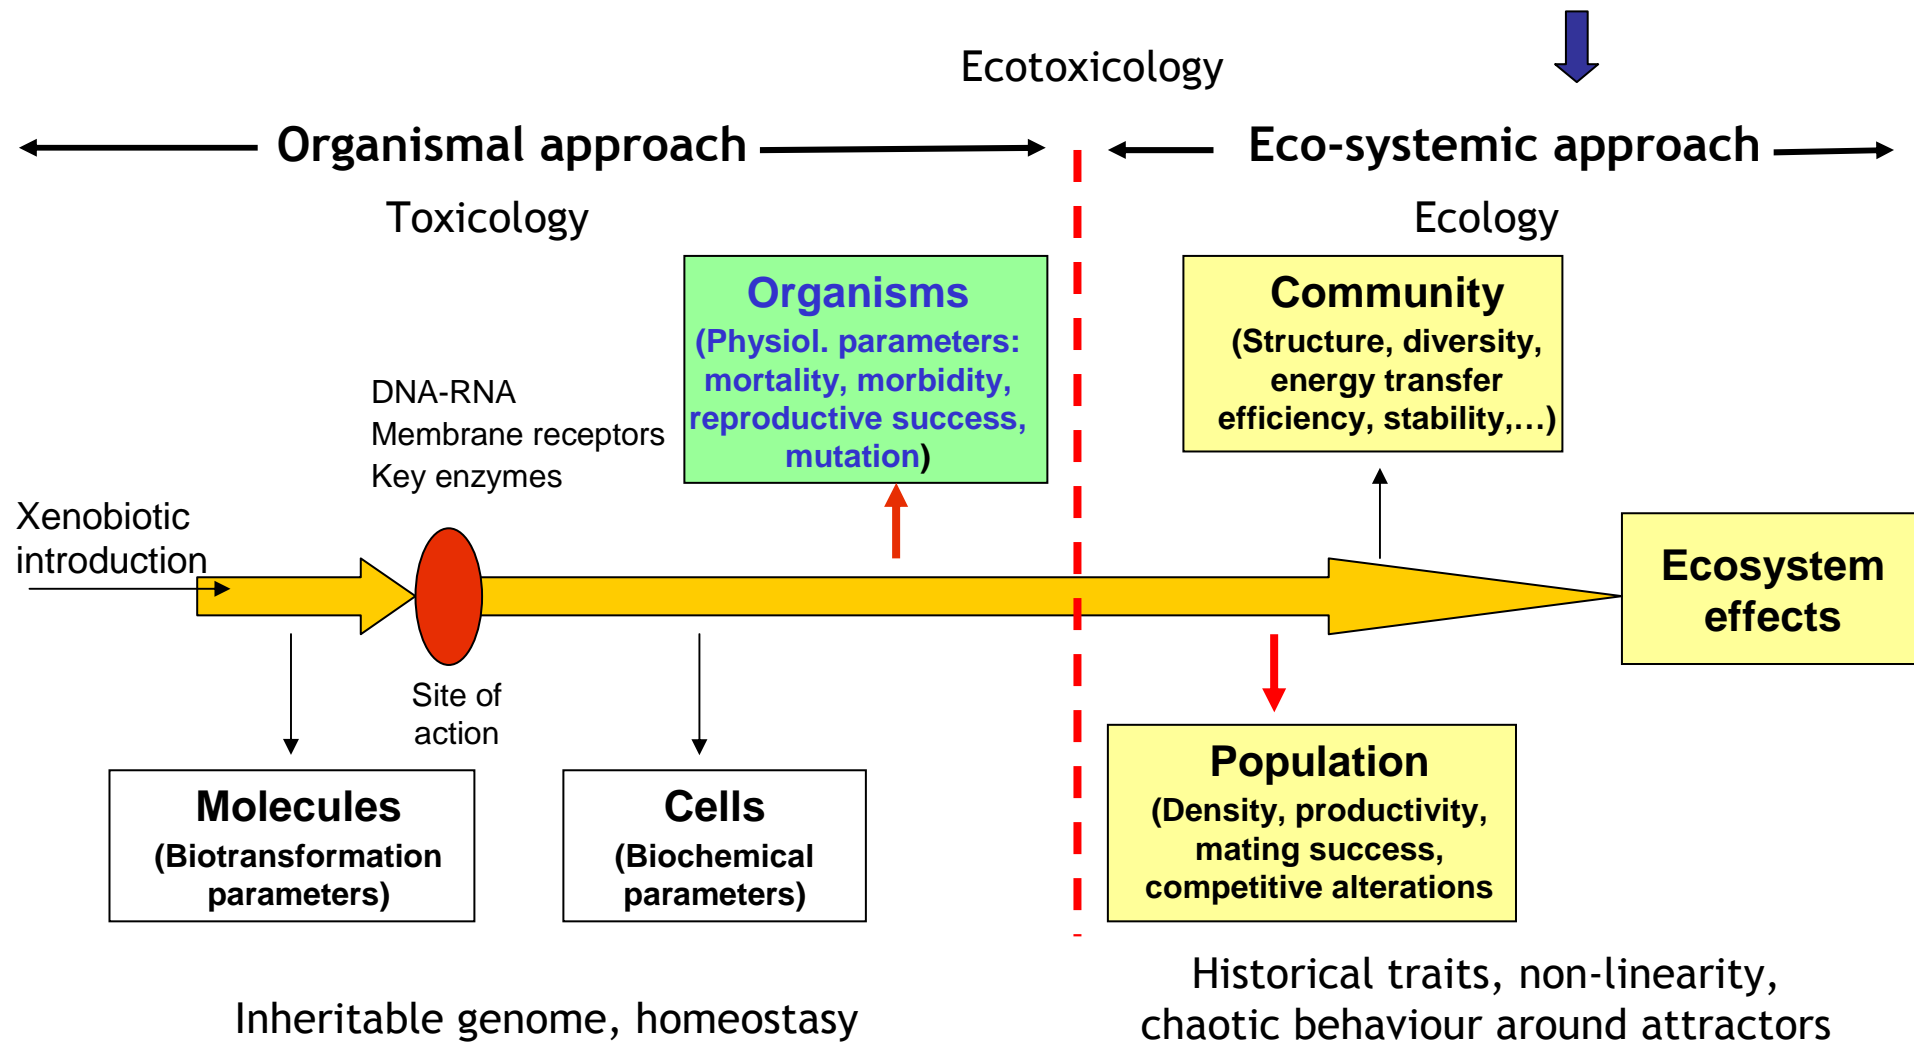 Ecotoxicology
Organismal approach
Eco-systemic approach
Toxicology
Ecology
Organisms
(Physiol. parameters:
mortality, morbidity,
reproductive success,
mutation)
Community
(Structure, diversity,
energy transfer
efficiency, stability,…)
DNA-RNA
Membrane receptors
Key enzymes
Xenobiotic
introduction
Ecosystem
effects
Site of
action
Molecules
(Biotransformation
parameters)
Cells
(Biochemical
parameters)
Population
(Density, productivity,
mating success,
competitive alterations
Inheritable genome, homeostasy
Historical traits, non-linearity,
chaotic behaviour around attractors